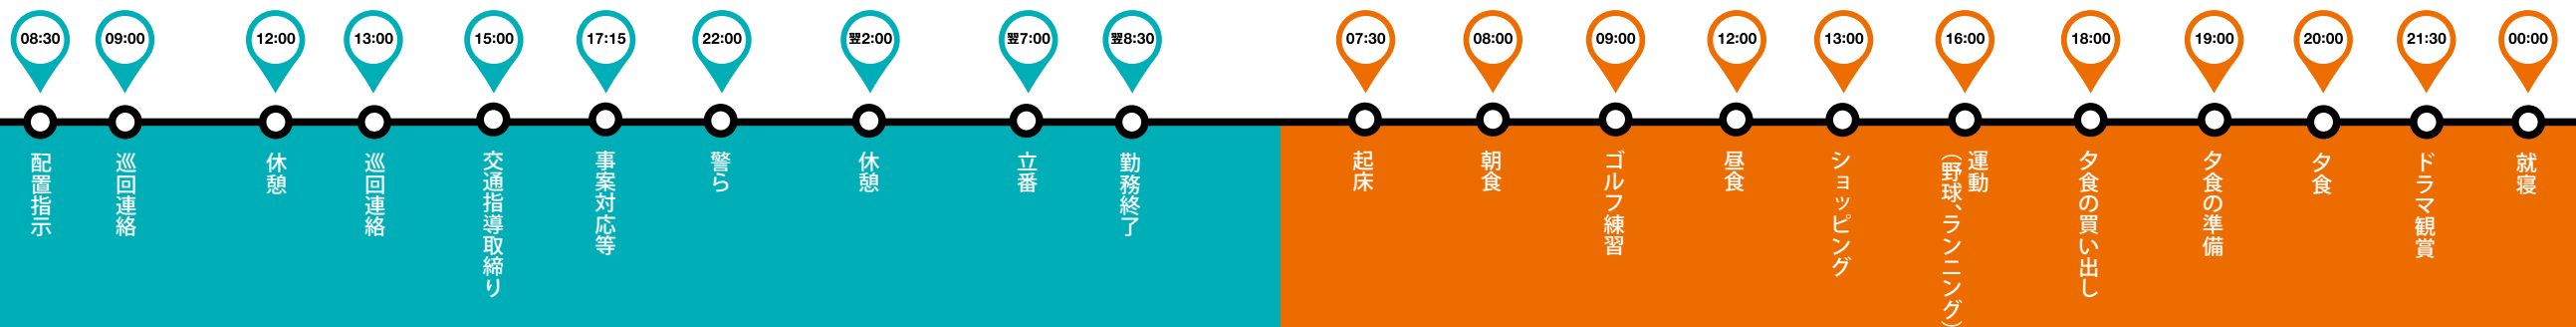 08:30
配置指示
09:00
巡回連絡
12:00
休憩
13:00
巡回連絡
15:00
交通指導取締り
17:15
事案対応等
22:00
警ら
翌2:00
休憩
翌7:00
立番
翌8:30
勤務終了
07:30
起床
08:00
朝食
09:00
ゴルフ練習
12:00
昼食
13:00
ショッピング
16:00
運動
（野球、ランニング）
18:00
夕食の買い出し
19:00
夕食の準備
20:00
夕食
21:30
ドラマ観賞
00:00
就寝